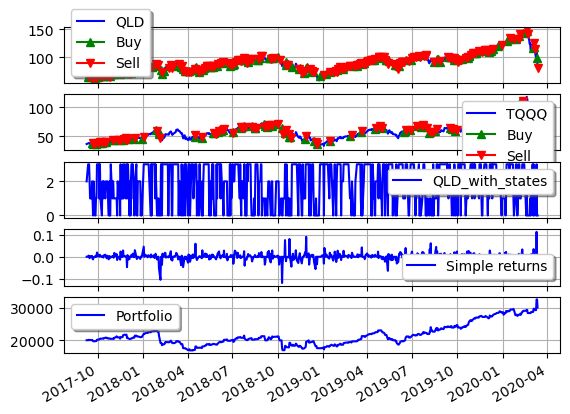 150
100
QLD
Buy
Sell
100
50
TQQQ
Buy
Sell
2
0
QLD_with_states
0.1
0.0
−0.1
Simple returns
30000
20000
Portfolio
2017-10
2018-01
2018-04
2018-07
2018-10
2019-01
2019-04
2019-07
2019-10
2020-01
2020-04